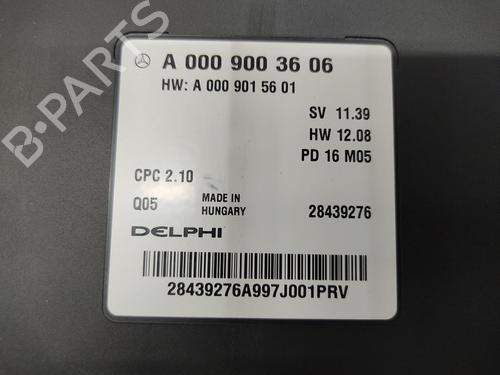 A 000 900 36 06
HW: A 000 901 56 01
SV 11.39
HW 12.08
PD 16 M05
CPC 2.10
Q05
MADE IN
HUNGARY
28439276
DELPHI
28439276A997J001PRV
B-PARTS
B-PARTS